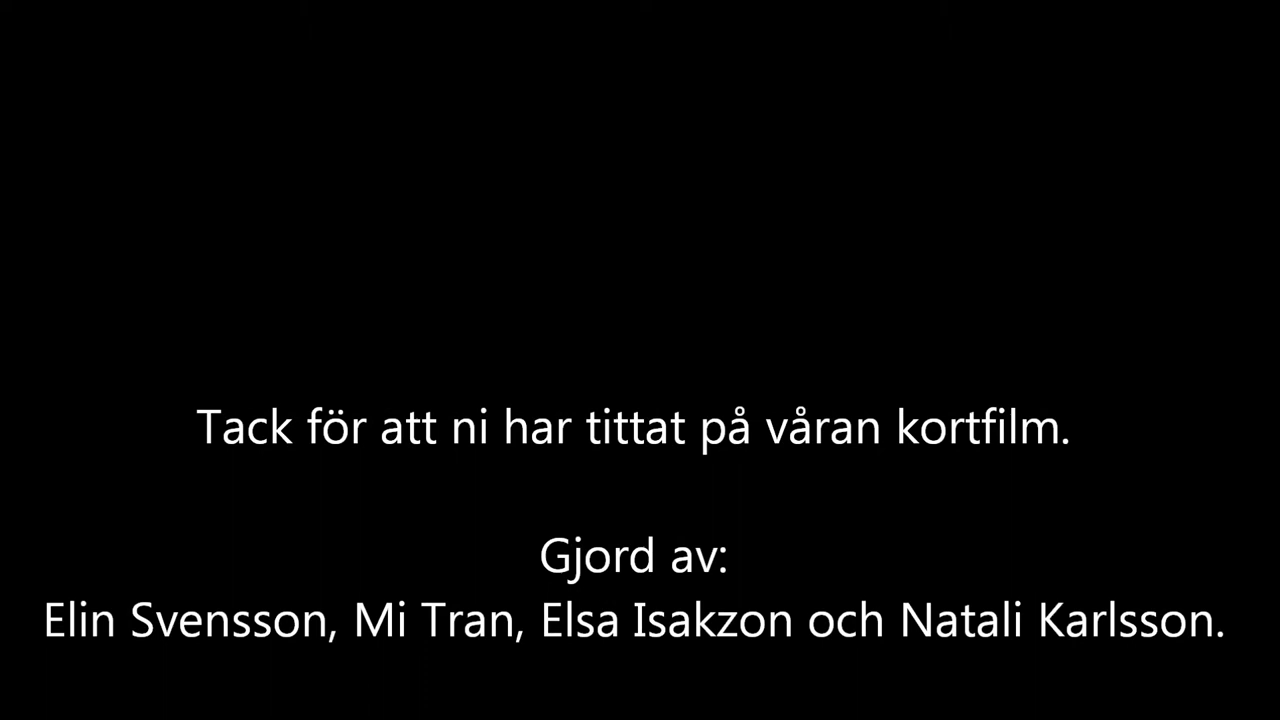 Tack för att ni har tittat på våran kortfilm.
Gjord av:
Elin Svensson, Mi Tran, Elsa Isakzon och Natali Karlsson.